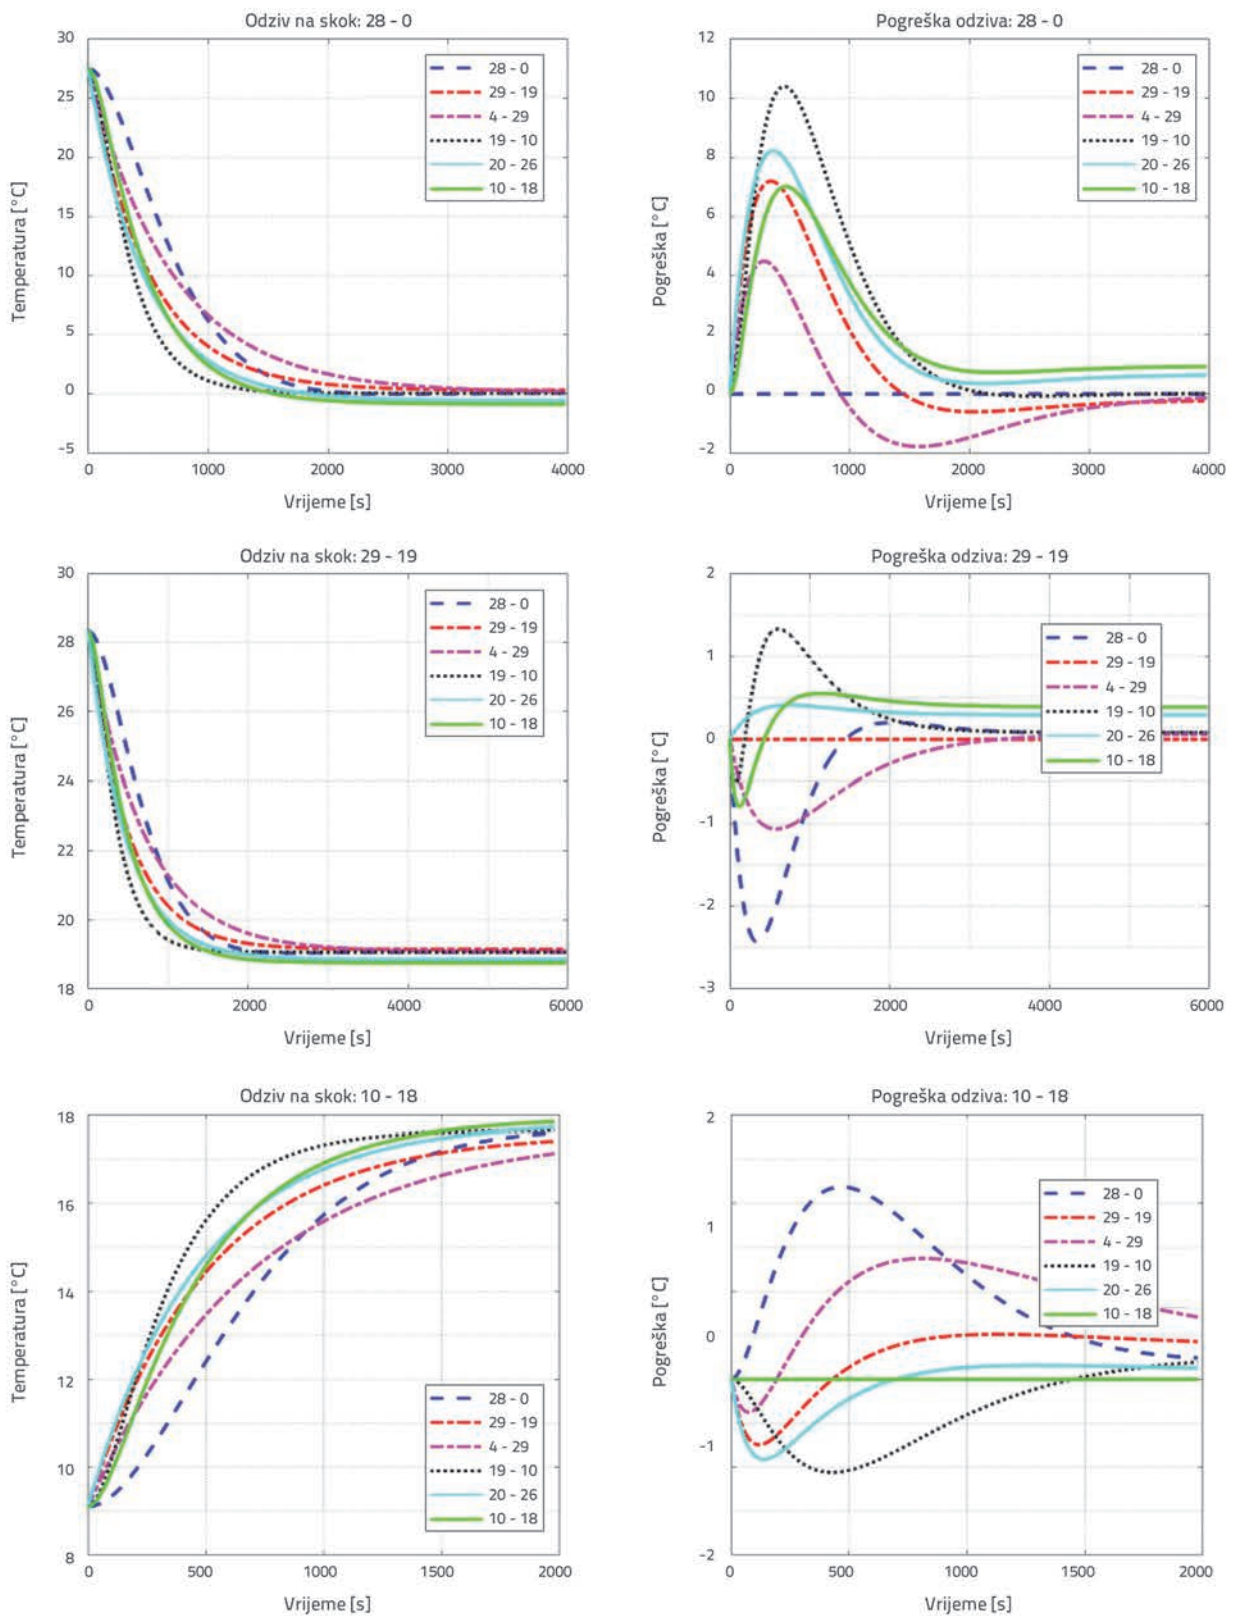 Odziv na skok: 28 - 0
30
25
20
15
10
5
0
-5
0 1000 2000 3000 4000
Temperatura [°C]
Vrijeme [s]
28 - 0
29 - 19
4 - 29
19 - 10
20 - 26
10 - 18
Pogreška odziva: 28 - 0
12
10
8
6
4
2
0
-2
0 1000 2000 3000 4000
Pogreška [°C]
Vrijeme [s]
28 - 0
29 - 19
4 - 29
19 - 10
20 - 26
10 - 18
Odziv na skok: 29 - 19
30
28
26
24
22
20
18
0 2000 4000 6000
Temperatura [°C]
Vrijeme [s]
28 - 0
29 - 19
4 - 29
19 - 10
20 - 26
10 - 18
Pogreška odziva: 29 - 19
2
1
0
-1
-2
-3
0 2000 4000 6000
Pogreška [°C]
Vrijeme [s]
28 - 0
29 - 19
4 - 29
19 - 10
20 - 26
10 - 18
Odziv na skok: 10 - 18
18
16
14
12
10
8
0 500 1000 1500 2000
Temperatura [°C]
Vrijeme [s]
28 - 0
29 - 19
4 - 29
19 - 10
20 - 26
10 - 18
Pogreška odziva: 10 - 18
2
1
0
-1
-2
0 500 1000 1500 2000
Pogreška [°C]
Vrijeme [s]
28 - 0
29 - 19
4 - 29
19 - 10
20 - 26
10 - 18